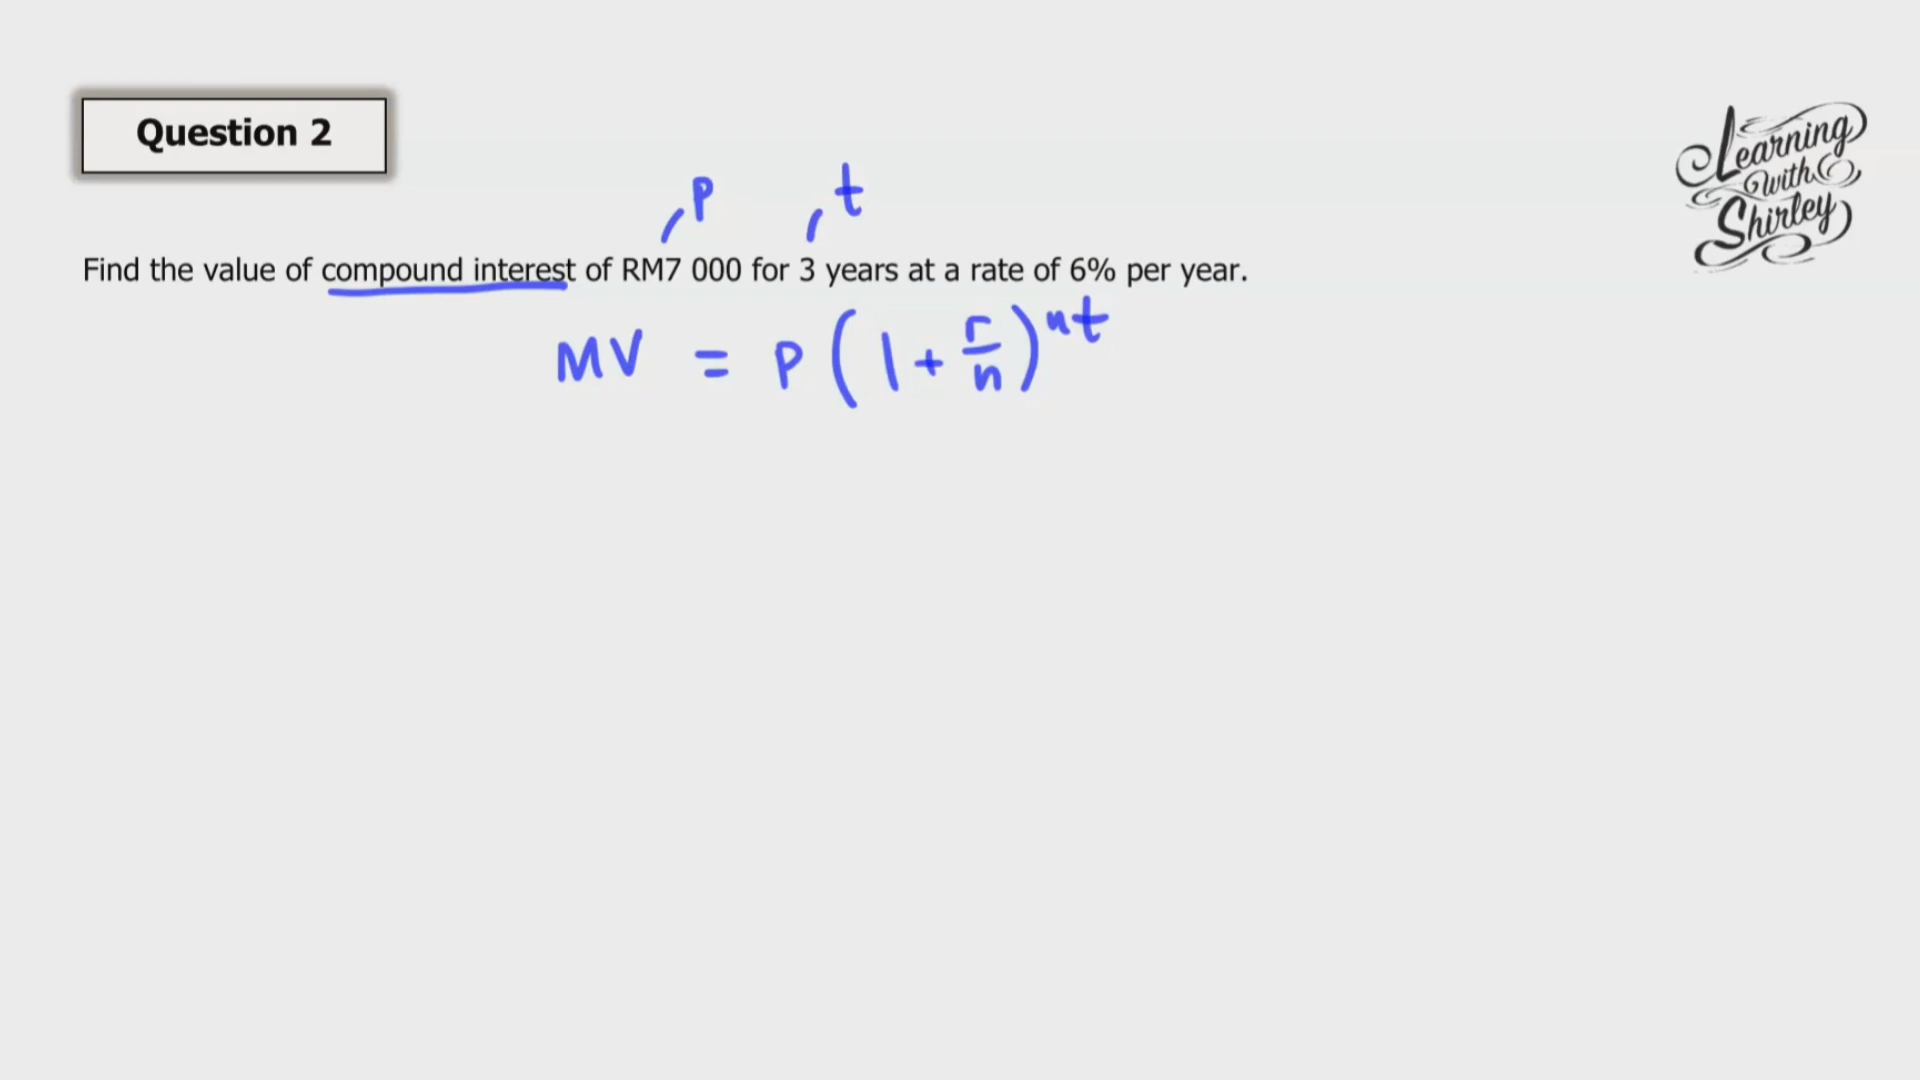 Question 2
Learning
with
Shirley
P t
Find the value of compound interest of RM7 000 for 3 years at a rate of 6% per year.
MV = P ( 1 + r/n )^nt